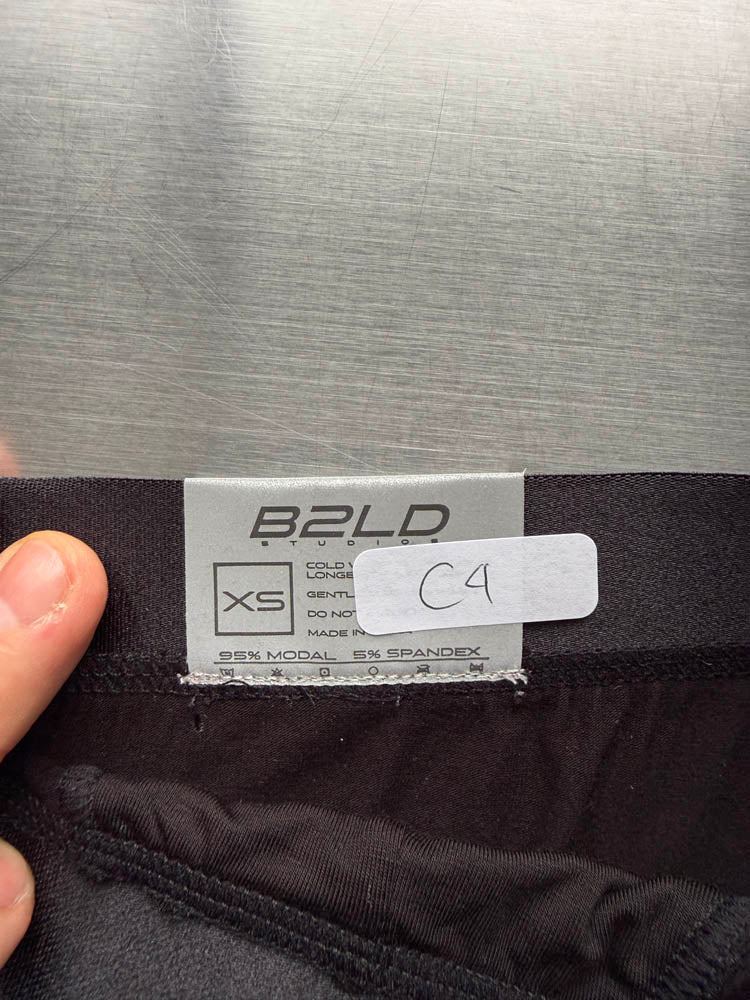 B2LD
STUDIOS
XS
COLD
LONGE
GENTL
DO NOT
MADE IN
C4
95% MODAL 5% SPANDEX